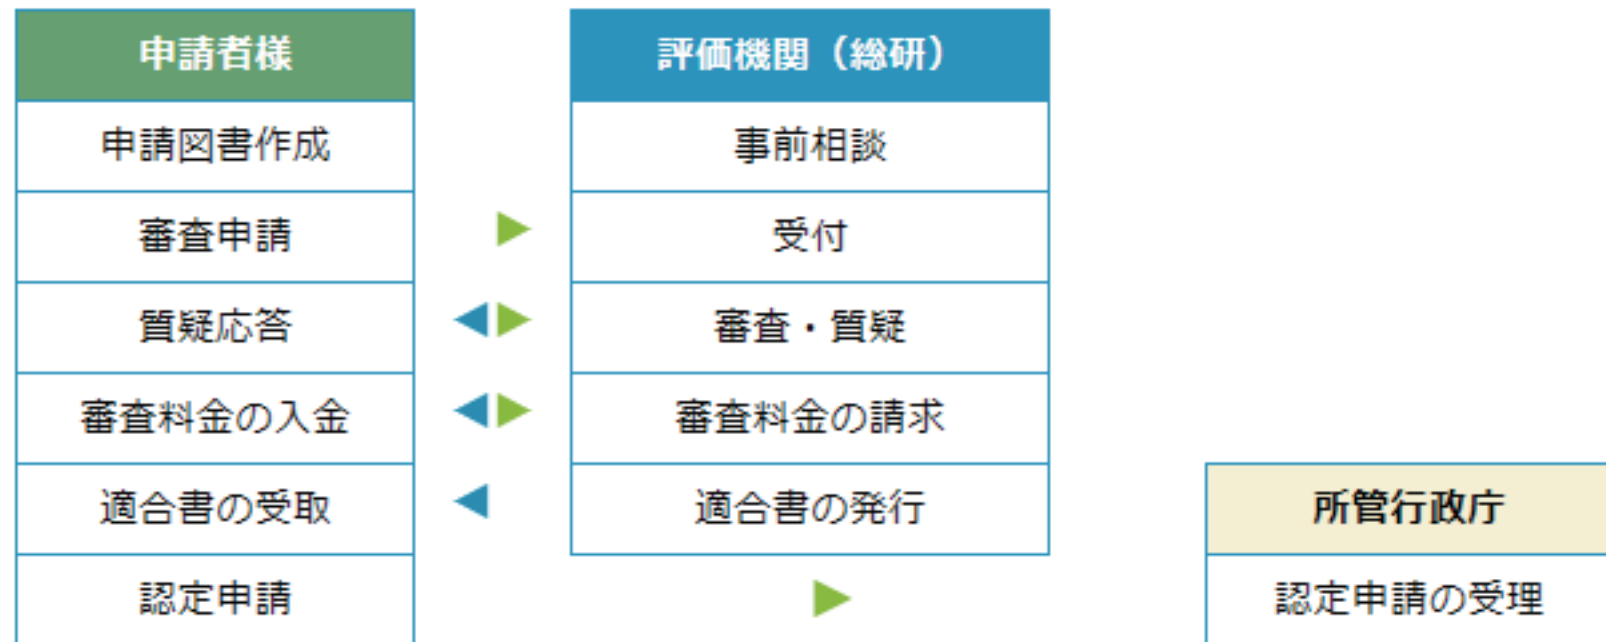 申請者様 評価機関（総研）
申請図書作成 事前相談
審査申請 ▶ 受付
質疑応答 ◀▶ 審査・質疑
審査料金の入金 ◀▶ 審査料金の請求
適合書の受取 ◀ 適合書の発行 所管行政庁
認定申請 ▶ 認定申請の受理